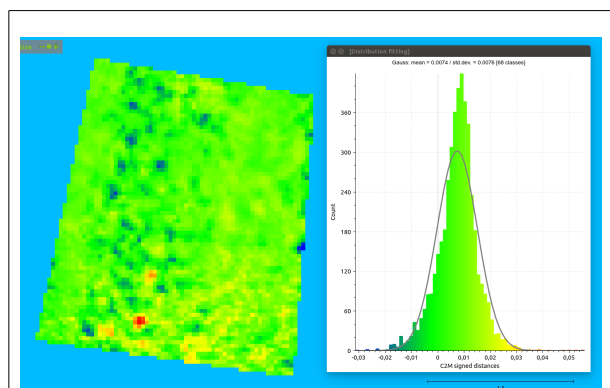 [Distribution fitting]
Gauss: mean = 0.0074 / std.dev. = 0.0076 [68 classes]
Count
360
300
240
180
120
60
0
-0,03 -0,02 -0,01 0 0,01 0,02 0,03 0,04 0,05
C2M signed distances